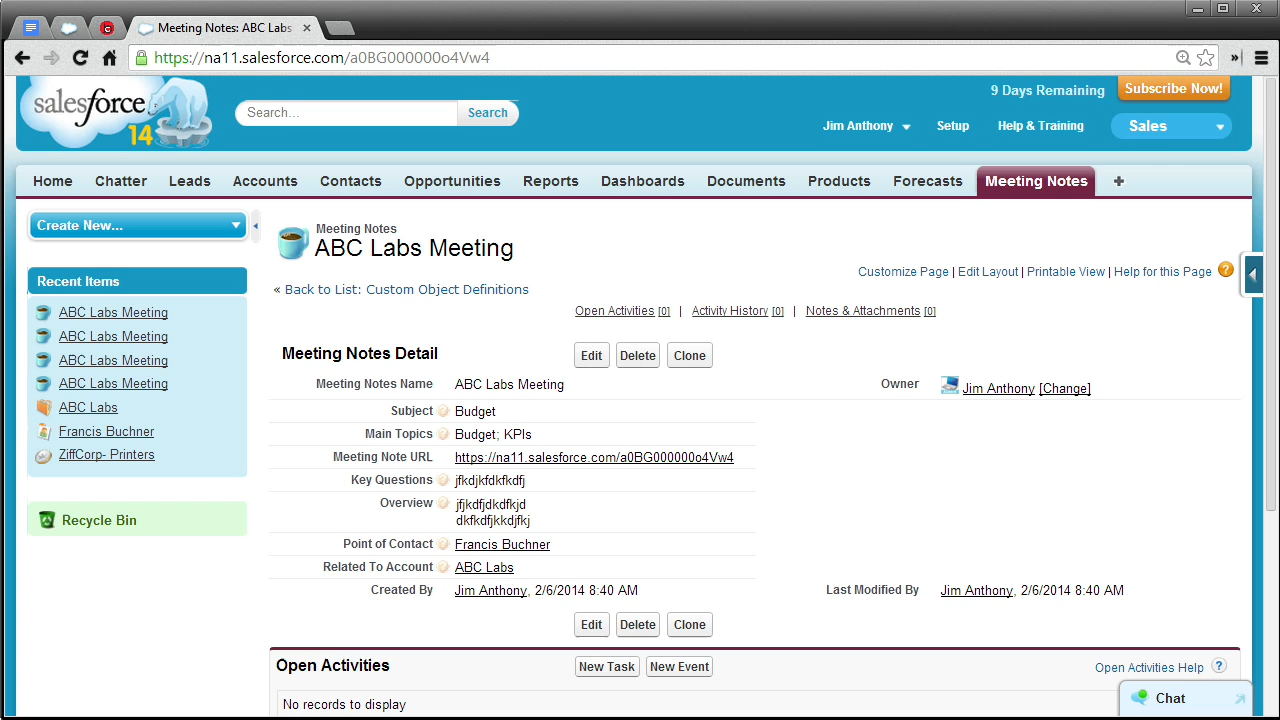 Meeting Notes: ABC Labs
https://na11.salesforce.com/a0BG000000o4Vw4
salesforce
14
Search...
Search
9 Days Remaining
Subscribe Now!
Jim Anthony
Setup
Help & Training
Sales
Home
Chatter
Leads
Accounts
Contacts
Opportunities
Reports
Dashboards
Documents
Products
Forecasts
Meeting Notes
+
Create New...
Recent Items
ABC Labs Meeting
ABC Labs Meeting
ABC Labs Meeting
ABC Labs Meeting
ABC Labs
Francis Buchner
ZiffCorp- Printers
Recycle Bin
Meeting Notes
ABC Labs Meeting
Customize Page | Edit Layout | Printable View | Help for this Page ?
« Back to List: Custom Object Definitions
Open Activities [0] | Activity History [0] | Notes & Attachments [0]
Meeting Notes Detail
Edit
Delete
Clone
Meeting Notes Name ABC Labs Meeting
Owner Jim Anthony [Change]
Subject ? Budget
Main Topics ? Budget; KPIs
Meeting Note URL https://na11.salesforce.com/a0BG000000o4Vw4
Key Questions ? jfkdjkfdkfkdfj
Overview ? jfjkdfjdkdfkjd
dkfkdfjkkdjfkj
Point of Contact ? Francis Buchner
Related To Account ? ABC Labs
Created By Jim Anthony, 2/6/2014 8:40 AM
Last Modified By Jim Anthony, 2/6/2014 8:40 AM
Edit
Delete
Clone
Open Activities
New Task
New Event
Open Activities Help ?
No records to display
Chat